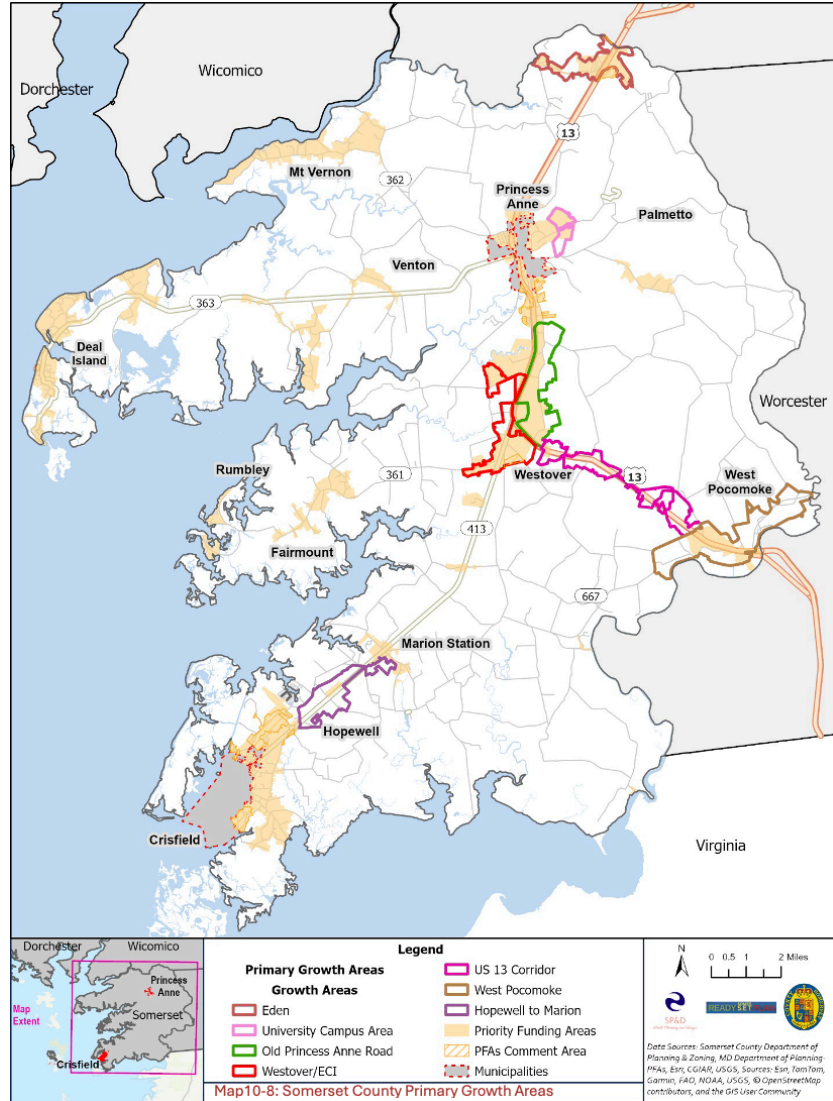 Dorchester
Wicomico
13
Mt Vernon
362
Princess
Anne
Palmetto
Venton
363
Deal
Island
Worcester
Rumbley
361
Westover
13
West
Pocomoke
413
Fairmount
667
Marion Station
Hopewell
Crisfield
Virginia
Dorchester
Wicomico
Princess
Anne
Map
Extent
Somerset
Crisfield
Legend
Primary Growth Areas
Growth Areas
Eden
University Campus Area
Old Princess Anne Road
Westover/ECI
US 13 Corridor
West Pocomoke
Hopewell to Marion
Priority Funding Areas
PFAs Comment Area
Municipalities
Map10-8: Somerset County Primary Growth Areas
N
0 0.5 1 2 Miles
SP&D
READY SET
Data Sources: Somerset County Department of
Planning & Zoning, MD Department of Planning-
PFAs, Esri, CGIAR, USGS, Sources: Esri, TomTom,
Garmin, FAO, NOAA, USGS, © OpenStreetMap
contributors, and the GIS User Community